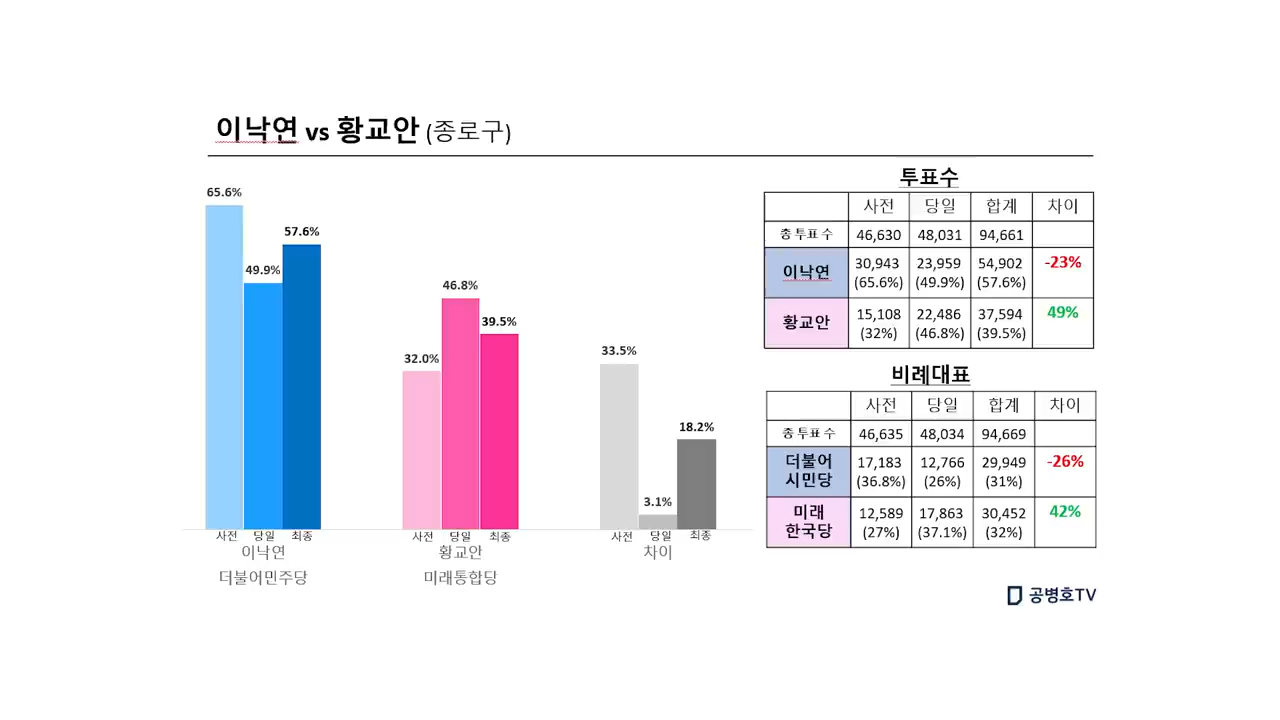 이낙연 vs 황교안 (종로구)
65.6%
49.9%
57.6%
32.0%
46.8%
39.5%
33.5%
3.1%
18.2%
사전 당일 최종
이낙연
더불어민주당
사전 당일 최종
황교안
미래통합당
사전 당일 최종
차이
투표수
사전 당일 합계 차이
총 투표 수 46,630 48,031 94,661
이낙연 30,943 (65.6%) 23,959 (49.9%) 54,902 (57.6%) -23%
황교안 15,108 (32%) 22,486 (46.8%) 37,594 (39.5%) 49%
비례대표
사전 당일 합계 차이
총 투표 수 46,635 48,034 94,669
더불어 시민당 17,183 (36.8%) 12,766 (26%) 29,949 (31%) -26%
미래 한국당 12,589 (27%) 17,863 (37.1%) 30,452 (32%) 42%
공병호TV